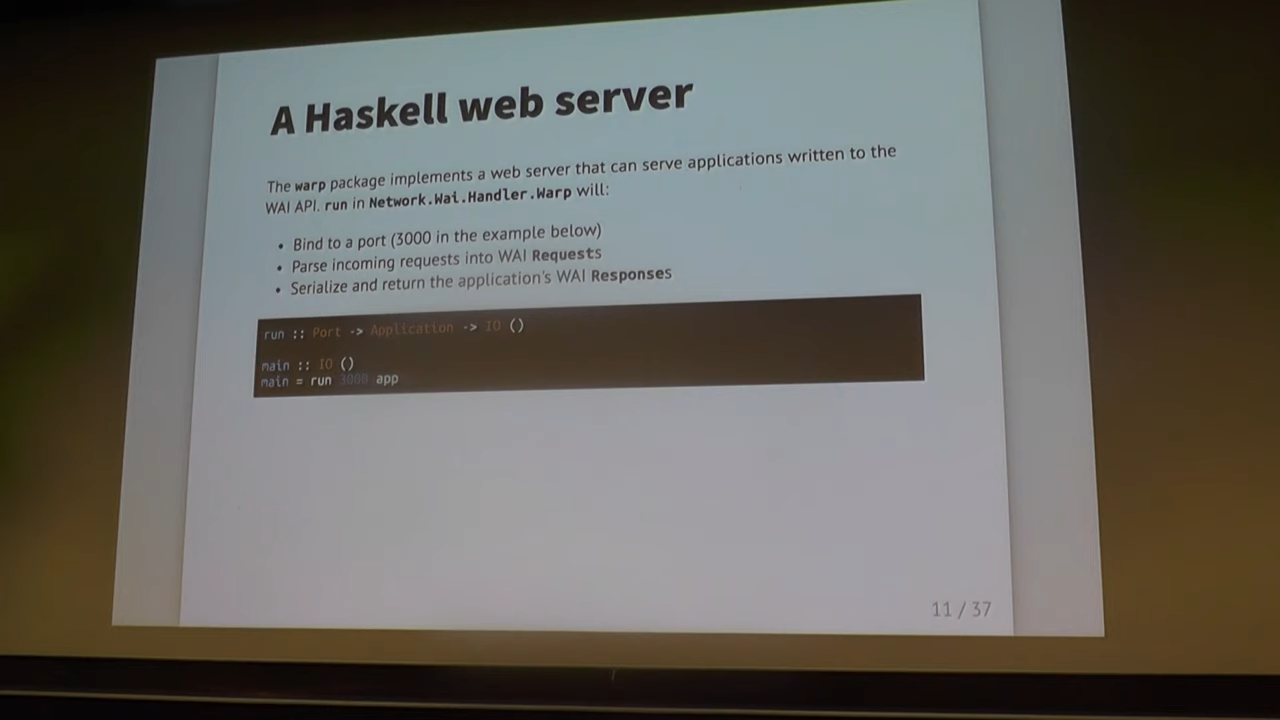 A Haskell web server
The warp package implements a web server that can serve applications written to the
WAI API. run in Network.Wai.Handler.Warp will:
• Bind to a port (3000 in the example below)
• Parse incoming requests into WAI Requests
• Serialize and return the application's WAI Responses
run :: Port -> Application -> IO ()
main :: IO ()
main = run 3000 app
11 / 37